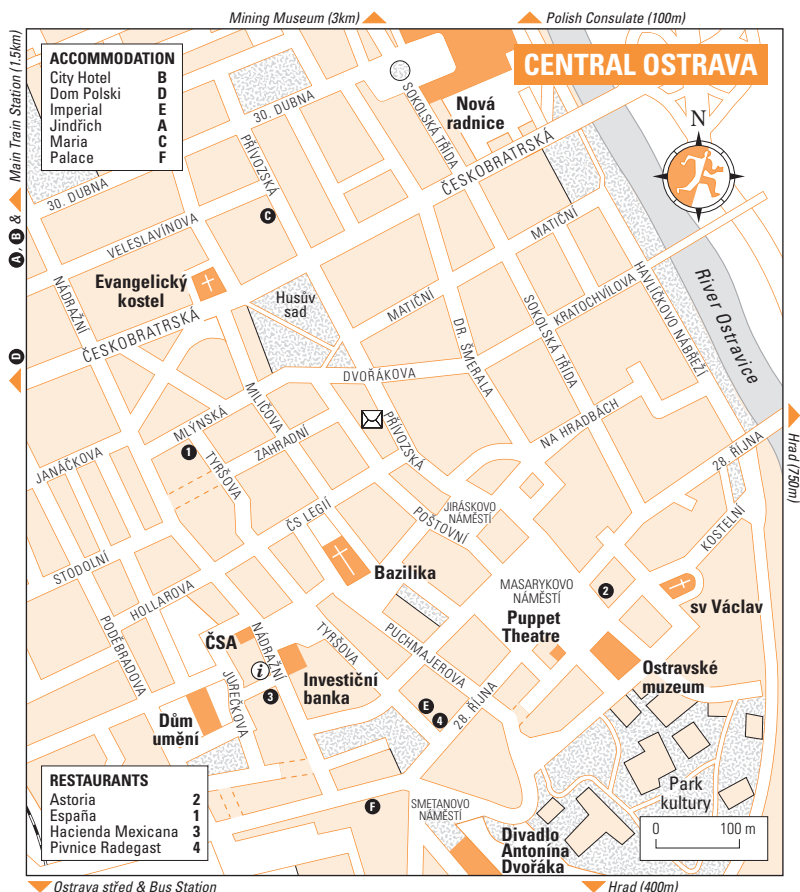 Mining Museum (3km)
Polish Consulate (100m)
CENTRAL OSTRAVA
ACCOMMODATION
City Hotel B
Dom Polski D
Imperial E
Jindřich A
Maria C
Palace F
A, B & Main Train Station (1.5km)
D
N
Nová
radnice
SOKOLSKÁ TŘÍDA
30. DUBNA
PŘÍVOZSKÁ
ČESKOBRATRSKÁ
30. DUBNA
C
VELESLAVÍNOVA
MATIČNÍ
NÁDRAŽNÍ
Evangelický
kostel
Husův
sad
MATIČNÍ
SOKOLSKÁ TŘÍDA
KRATOCHVÍLOVA
HAVLÍČKOVO NÁBŘEŽÍ
River Ostravice
ČESKOBRATRSKÁ
DR. ŠMERALA
DVOŘÁKOVA
MILIČOVA
MLÝNSKÁ
PŘÍVOZSKÁ
NA HRADBÁCH
Hrad (750m)
1
ZAHRADNÍ
JANÁČKOVA
TYRŠOVA
28. ŘÍJNA
ČS LEGIÍ
JIRÁSKOVO
NÁMĚSTÍ
POŠTOVNÍ
KOSTELNÍ
STODOLNÍ
Bazilika
MASARYKOVO
NÁMĚSTÍ
2
HOLLAROVA
sv Václav
PODĚBRADOVA
ČSA
NÁDRAŽNÍ
TYRŠOVA
PUCHMAJEROVA
Puppet
Theatre
i
Investiční
banka
Ostravské
muzeum
JUREČKOVA
3
E
4
28. ŘÍJNA
Dům
umění
RESTAURANTS
Astoria 2
España 1
Hacienda Mexicana 3
Pivnice Radegast 4
F
SMETANOVO
NÁMĚSTÍ
Park
kultury
Divadlo
Antonína
Dvořáka
0 100 m
Ostrava střed & Bus Station
Hrad (400m)